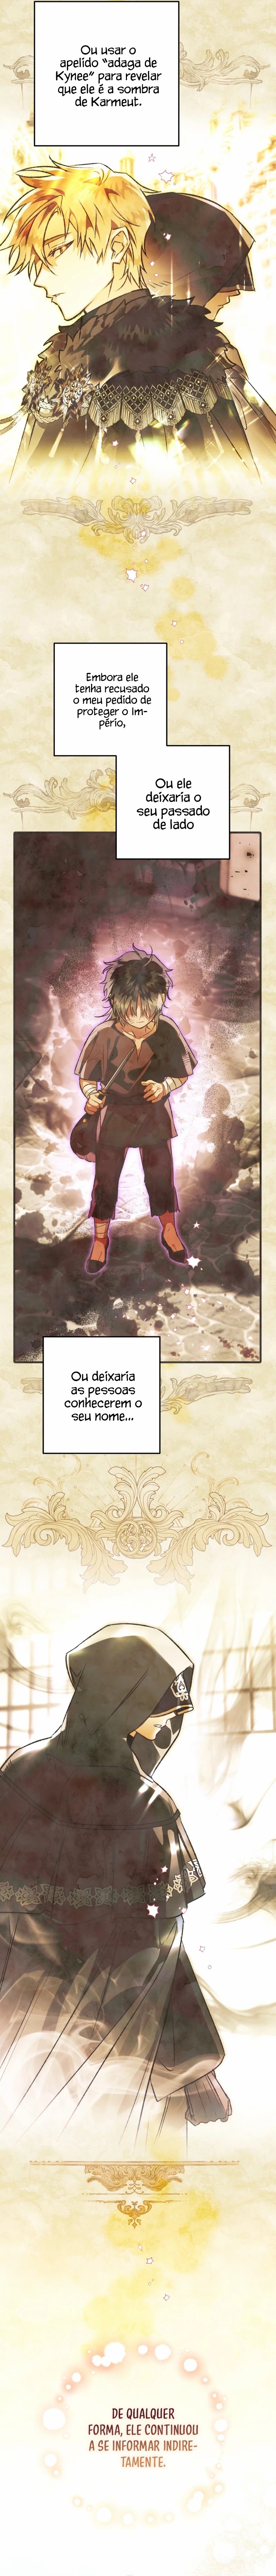 Ou usar o
apelido "adaga de
Kynee" para revelar
que ele é a sombra
de Karmeut.
Embora ele
tenha recusado
o meu pedido de
proteger o Im-
pério,
Ou ele
deixaria o
seu passado
de lado
Ou deixaria
as pessoas
conhecerem o
seu nome...
DE QUALQUER
FORMA, ELE CONTINUOU
A SE INFORMAR INDIRE-
TAMENTE.